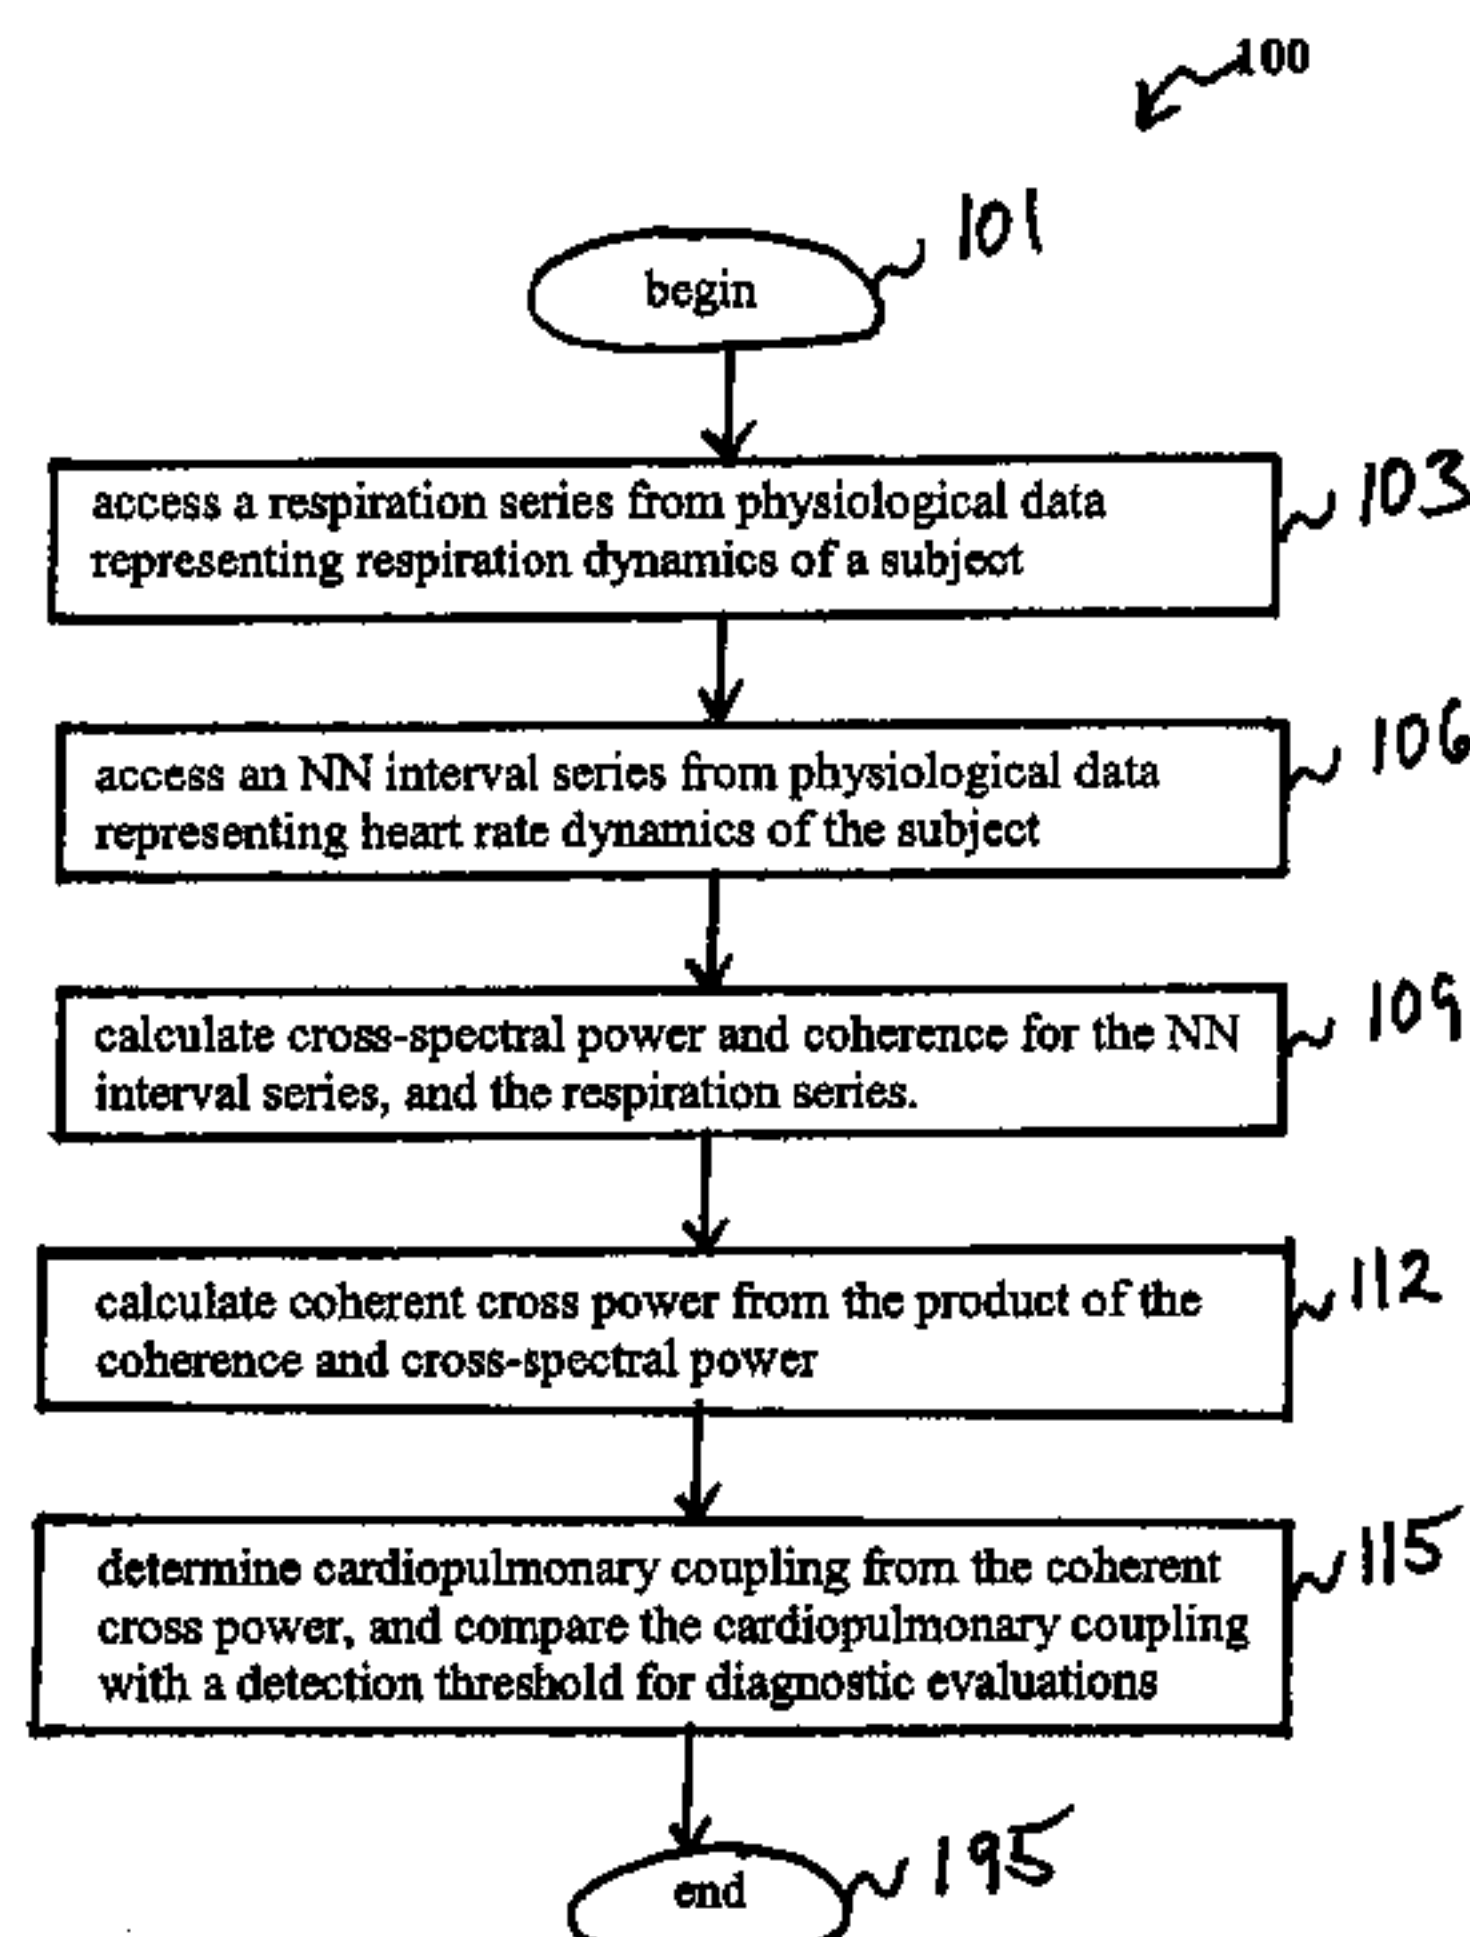 100
101
begin
103
access a respiration series from physiological data
representing respiration dynamics of a subject
106
access an NN interval series from physiological data
representing heart rate dynamics of the subject
109
calculate cross-spectral power and coherence for the NN
interval series, and the respiration series.
112
calculate coherent cross power from the product of the
coherence and cross-spectral power
115
determine cardiopulmonary coupling from the coherent
cross power, and compare the cardiopulmonary coupling
with a detection threshold for diagnostic evaluations
195
end